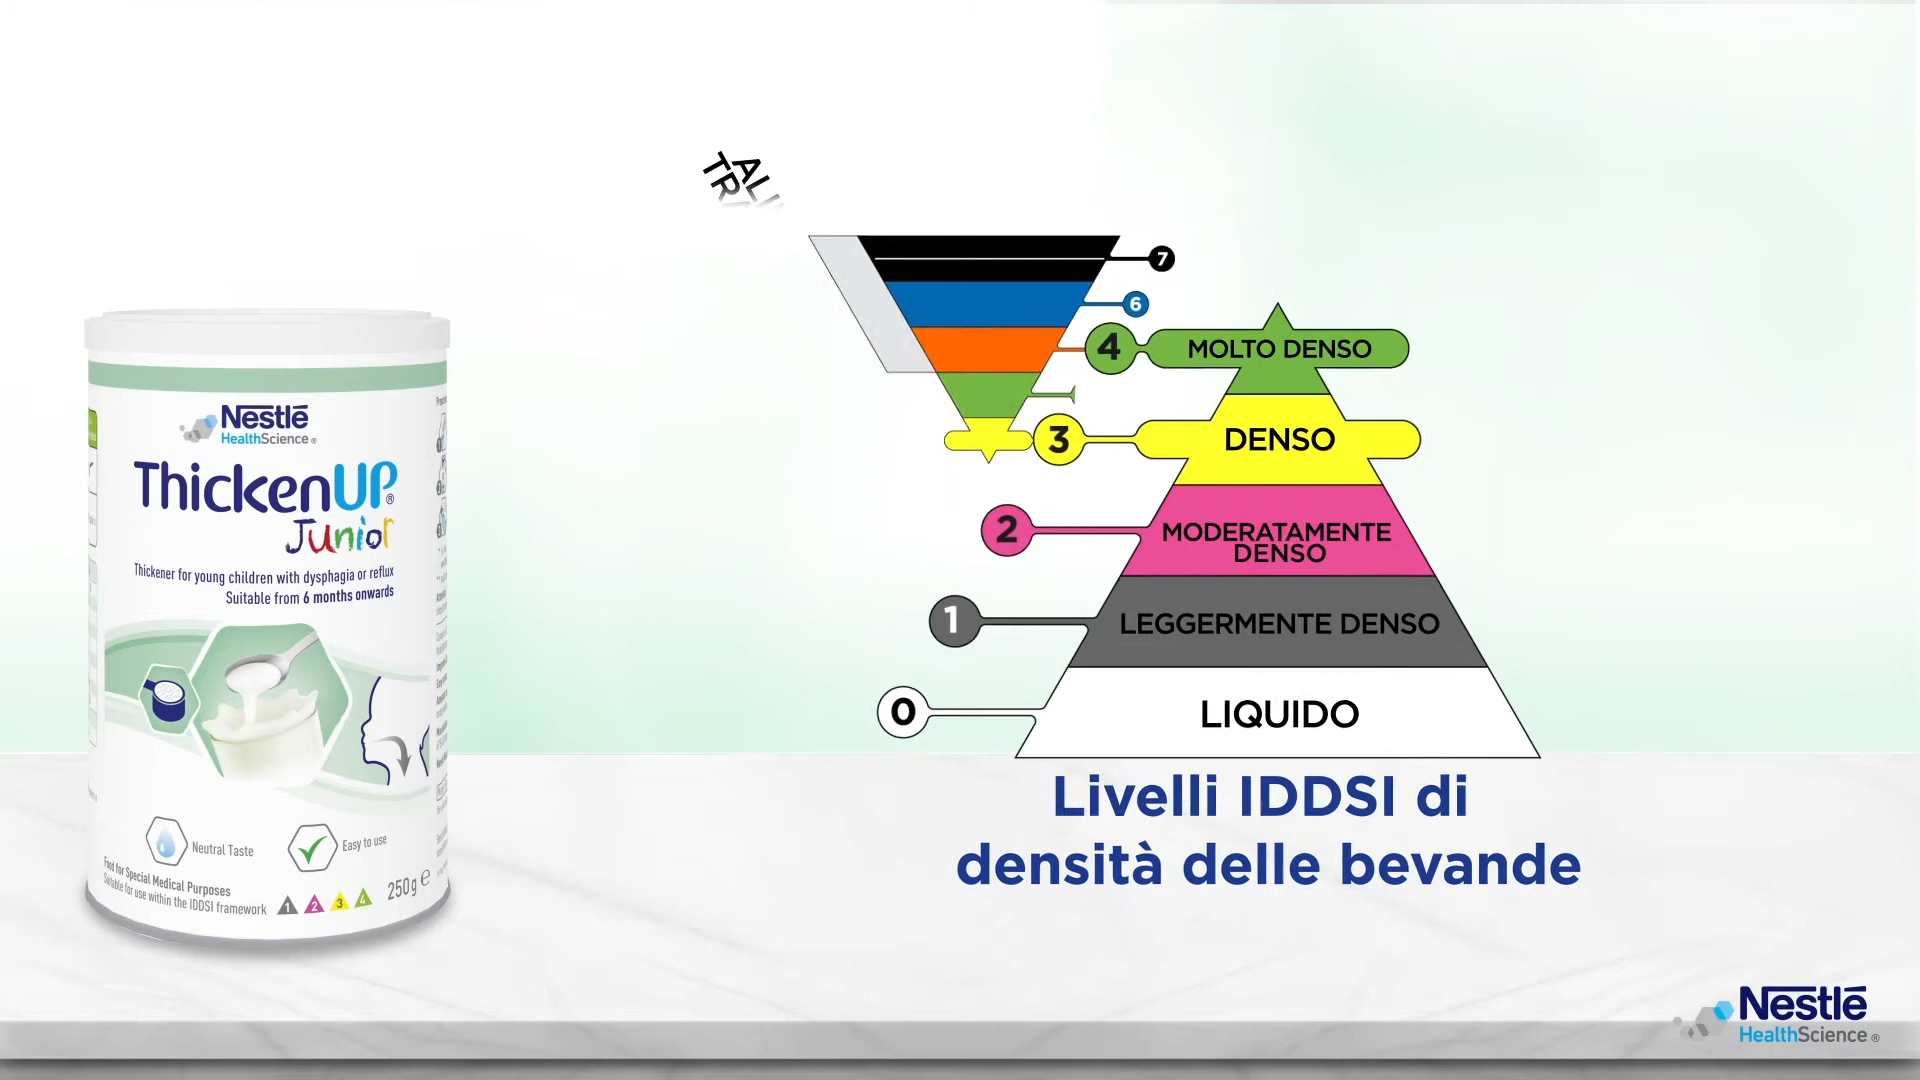 Nestlé
HealthScience®
ThickenUP®
Junior
Thickener for young children with dysphagia or reflux
Suitable from 6 months onwards
Neutral Taste
Easy to use
Food for Special Medical Purposes
Suitable for use within the IDDSI framework
1 2 3 4
250g e
7
6
4 MOLTO DENSO
3 DENSO
2 MODERATAMENTE
DENSO
1 LEGGERMENTE DENSO
0 LIQUIDO
Livelli IDDSI di
densità delle bevande
Nestlé
HealthScience®